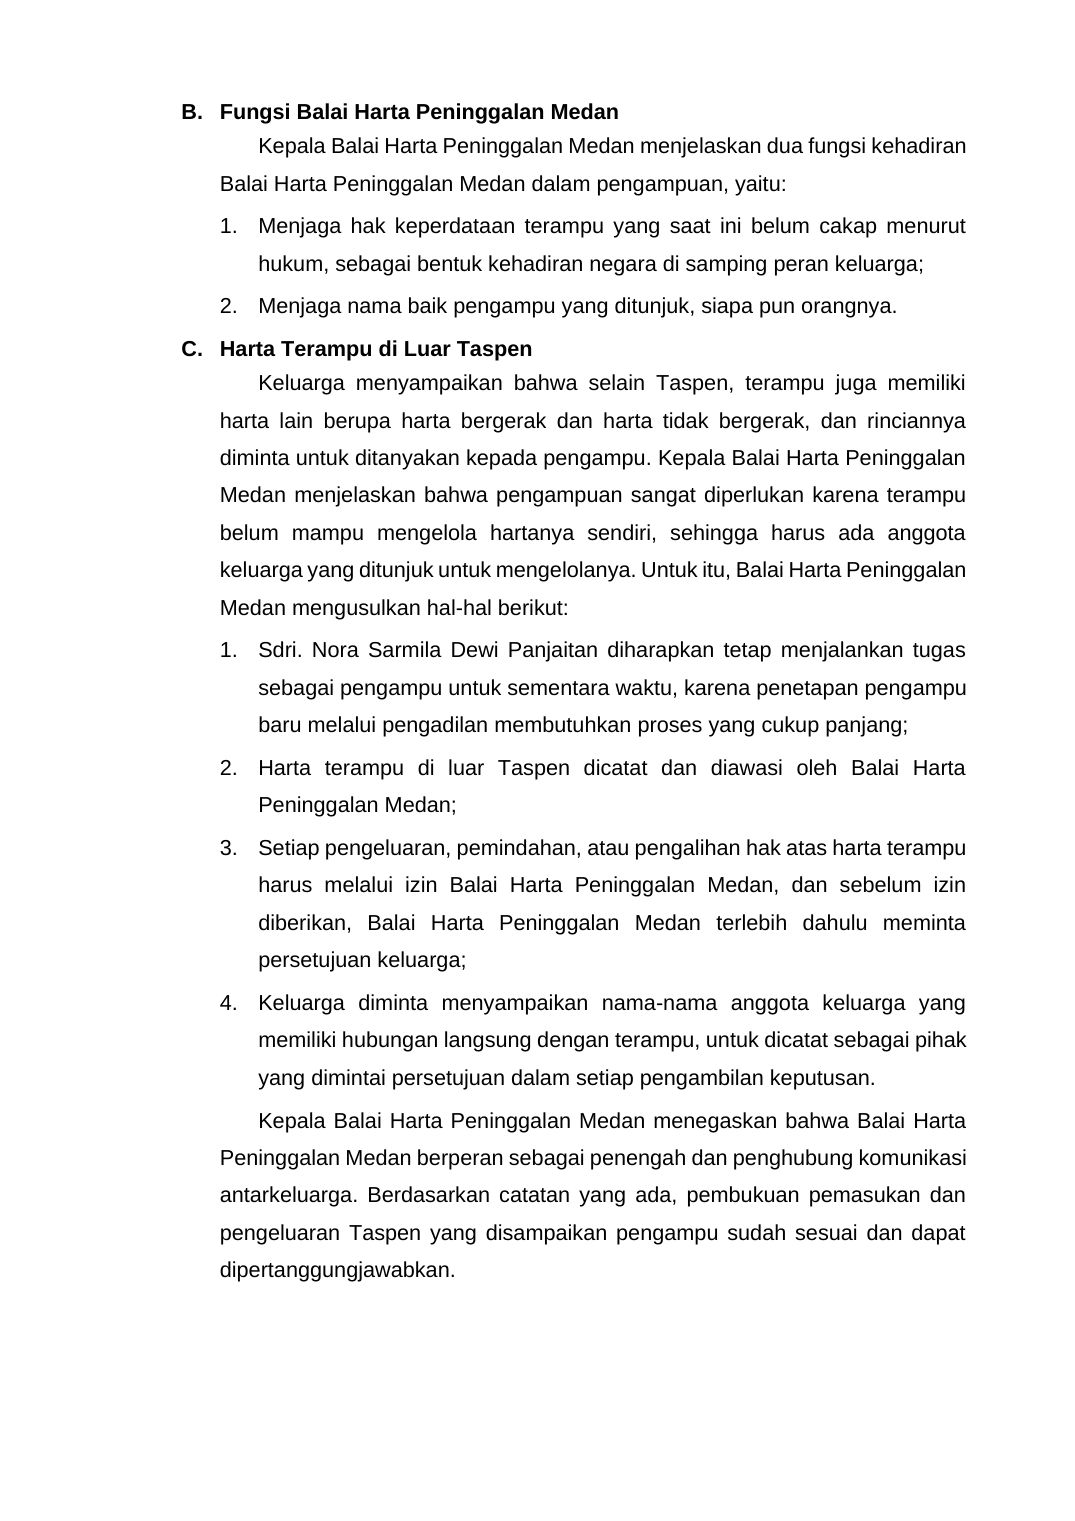 B. Fungsi Balai Harta Peninggalan Medan
Kepala Balai Harta Peninggalan Medan menjelaskan dua fungsi kehadiran
Balai Harta Peninggalan Medan dalam pengampuan, yaitu:
1. Menjaga hak keperdataan terampu yang saat ini belum cakap menurut
hukum, sebagai bentuk kehadiran negara di samping peran keluarga;
2. Menjaga nama baik pengampu yang ditunjuk, siapa pun orangnya.
C. Harta Terampu di Luar Taspen
Keluarga menyampaikan bahwa selain Taspen, terampu juga memiliki
harta lain berupa harta bergerak dan harta tidak bergerak, dan rinciannya
diminta untuk ditanyakan kepada pengampu. Kepala Balai Harta Peninggalan
Medan menjelaskan bahwa pengampuan sangat diperlukan karena terampu
belum mampu mengelola hartanya sendiri, sehingga harus ada anggota
keluarga yang ditunjuk untuk mengelolanya. Untuk itu, Balai Harta Peninggalan
Medan mengusulkan hal-hal berikut:
1. Sdri. Nora Sarmila Dewi Panjaitan diharapkan tetap menjalankan tugas
sebagai pengampu untuk sementara waktu, karena penetapan pengampu
baru melalui pengadilan membutuhkan proses yang cukup panjang;
2. Harta terampu di luar Taspen dicatat dan diawasi oleh Balai Harta
Peninggalan Medan;
3. Setiap pengeluaran, pemindahan, atau pengalihan hak atas harta terampu
harus melalui izin Balai Harta Peninggalan Medan, dan sebelum izin
diberikan, Balai Harta Peninggalan Medan terlebih dahulu meminta
persetujuan keluarga;
4. Keluarga diminta menyampaikan nama-nama anggota keluarga yang
memiliki hubungan langsung dengan terampu, untuk dicatat sebagai pihak
yang dimintai persetujuan dalam setiap pengambilan keputusan.
Kepala Balai Harta Peninggalan Medan menegaskan bahwa Balai Harta
Peninggalan Medan berperan sebagai penengah dan penghubung komunikasi
antarkeluarga. Berdasarkan catatan yang ada, pembukuan pemasukan dan
pengeluaran Taspen yang disampaikan pengampu sudah sesuai dan dapat
dipertanggungjawabkan.